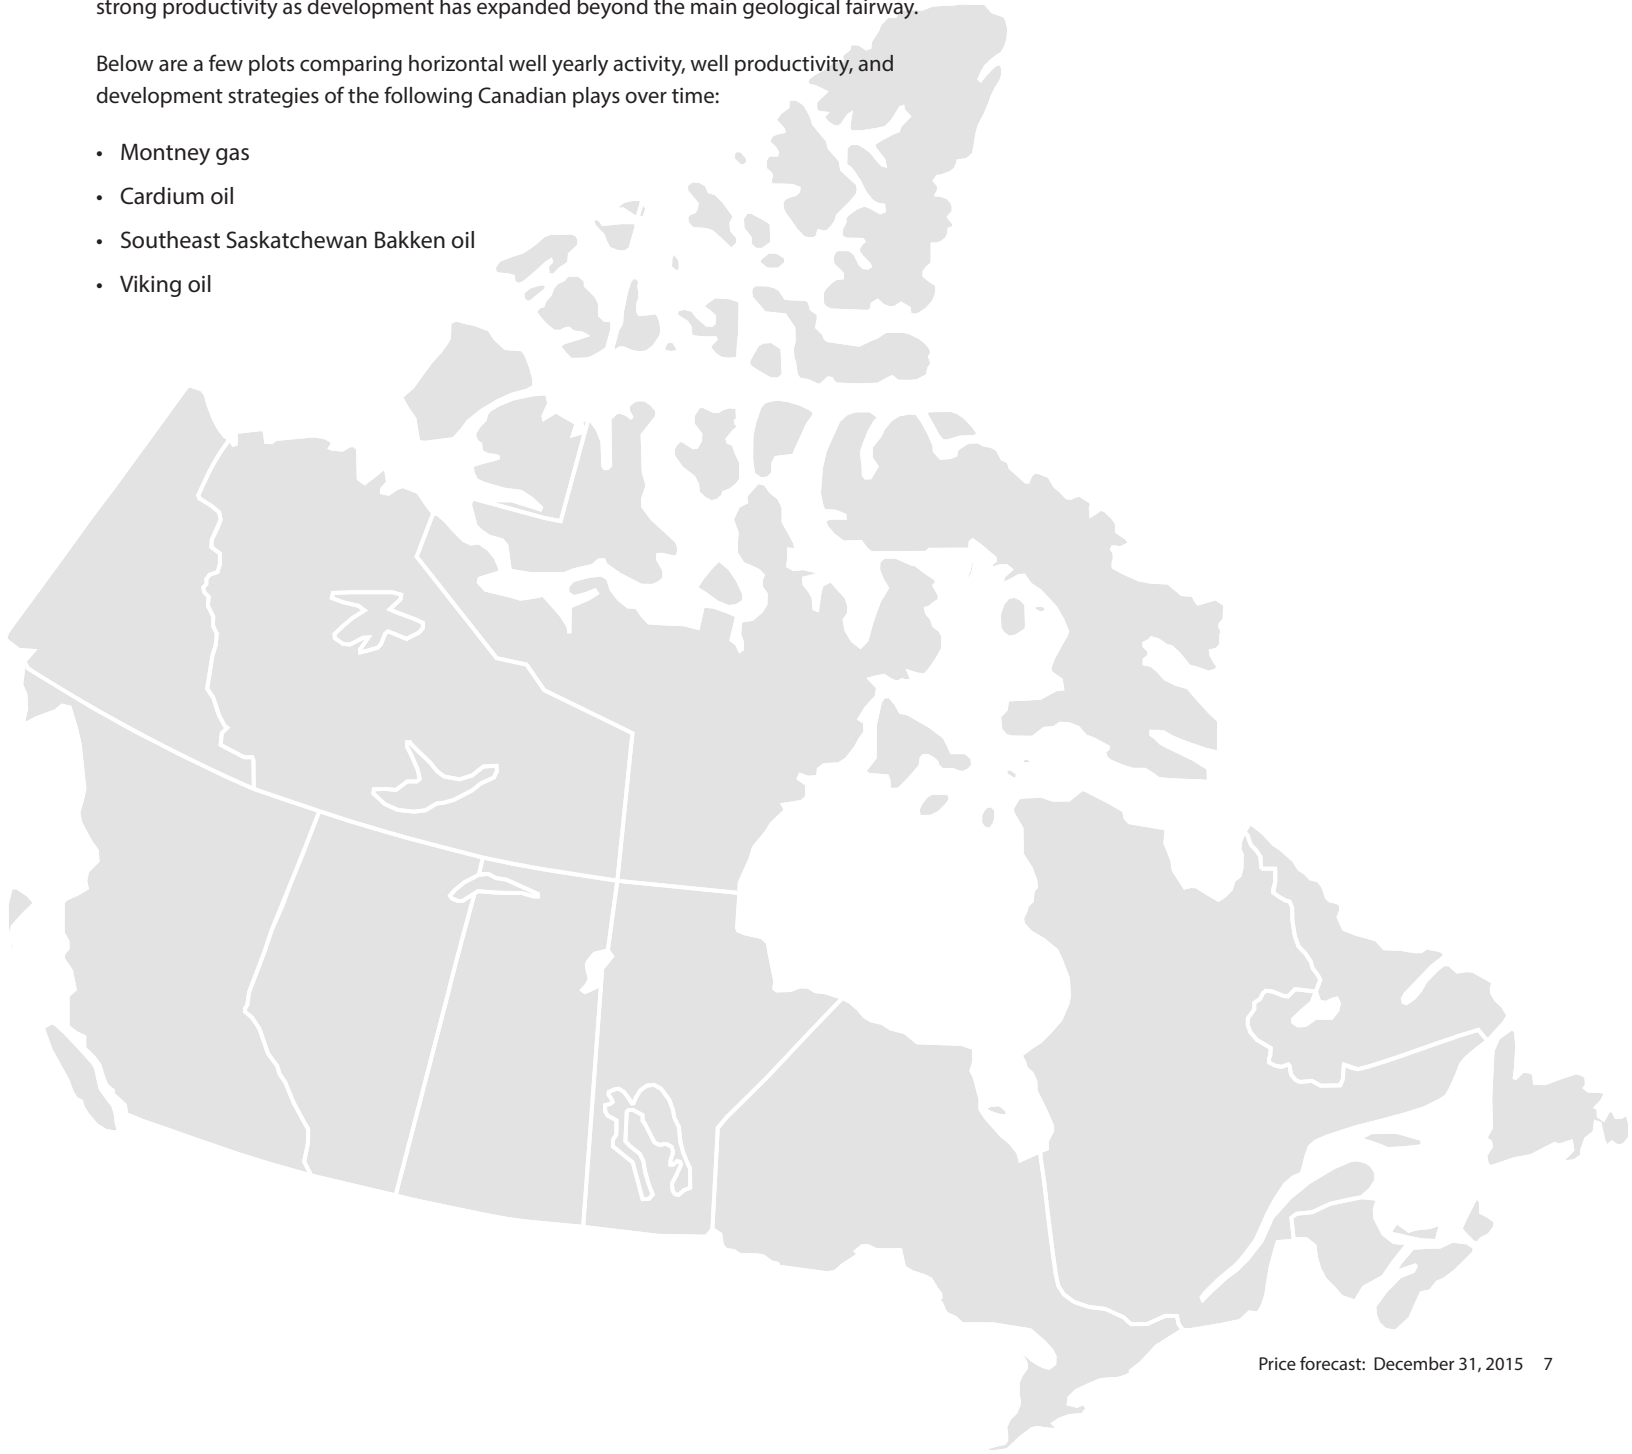 strong productivity as development has expanded beyond the main geological fairway.
Below are a few plots comparing horizontal well yearly activity, well productivity, and
development strategies of the following Canadian plays over time:
• Montney gas
• Cardium oil
• Southeast Saskatchewan Bakken oil
• Viking oil
Price forecast: December 31, 2015 7